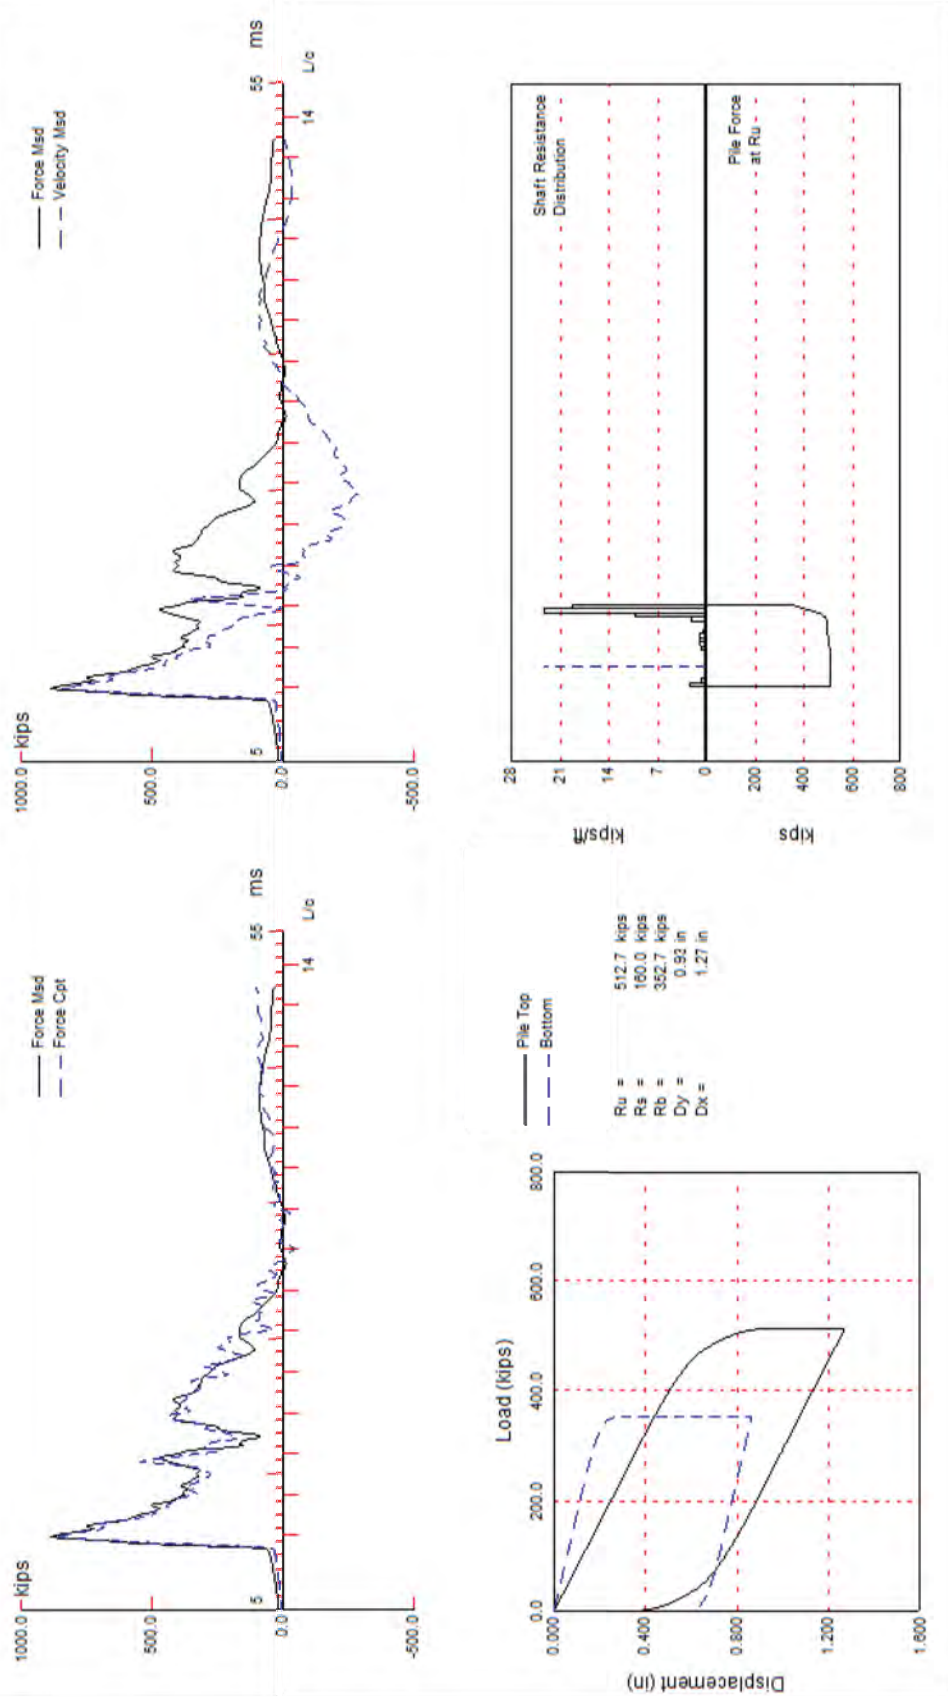 1000.0
kips
500.0
0.0
-500.0
5
55
ms
14
L/c
Force Msd
Force Cpt
1000.0
kips
500.0
0.0
-500.0
5
55
ms
14
L/c
Force Msd
Velocity Msd
Load (kips)
0.0
200.0
400.0
600.0
800.0
0.000
0.400
0.800
1.200
1.600
Displacement (in)
Pile Top
Bottom
Ru = 512.7 kips
Rs = 160.0 kips
Rb = 352.7 kips
Dy = 0.93 in
Dx = 1.27 in
28
21
14
7
0
kips/ft
200
400
600
800
kips
Shaft Resistance
Distribution
Pile Force
at Ru